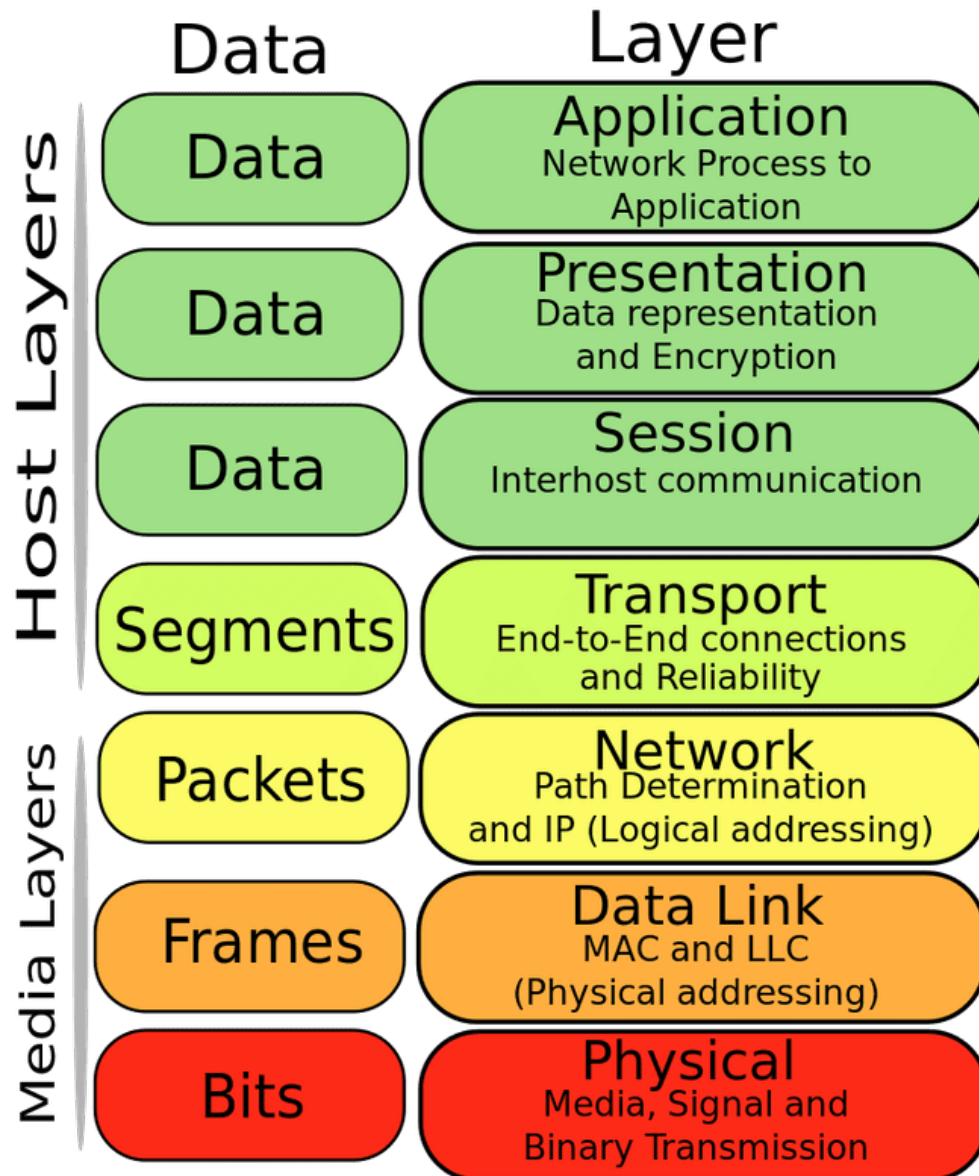 Data
Layer
Host Layers
Data
Application
Network Process to
Application
Data
Presentation
Data representation
and Encryption
Data
Session
Interhost communication
Segments
Transport
End-to-End connections
and Reliability
Media Layers
Packets
Network
Path Determination
and IP (Logical addressing)
Frames
Data Link
MAC and LLC
(Physical addressing)
Bits
Physical
Media, Signal and
Binary Transmission